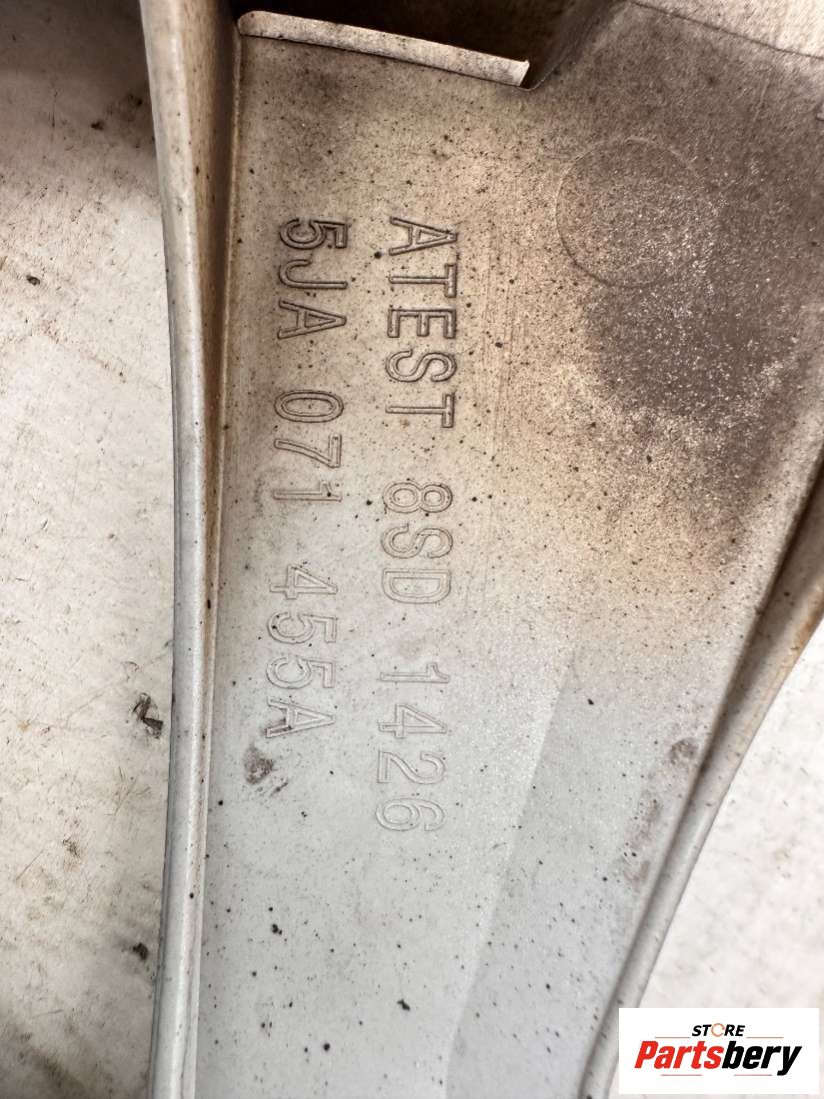 ATEST 8SD 1426
5JA 071 455A
STORE
Partsbery